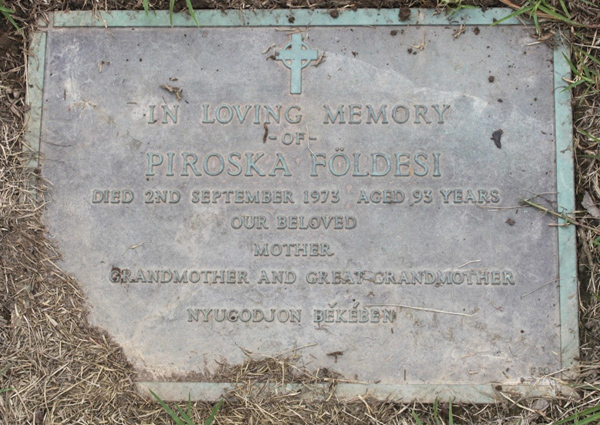 IN LOVING MEMORY
-OF-
PIROSKA FÖLDESI
DIED 2ND SEPTEMBER 1973 AGED 93 YEARS
OUR BELOVED
MOTHER
GRANDMOTHER AND GREAT-GRANDMOTHER
NYUGODJON BÉKÉBEN